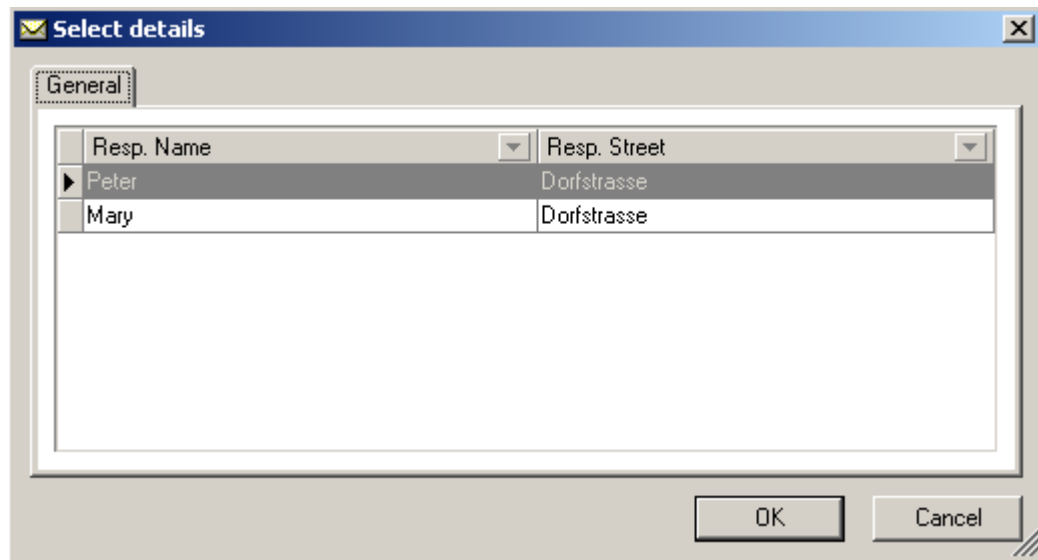 Select details
General
Resp. Name Resp. Street
Peter Dorfstrasse
Mary Dorfstrasse
OK Cancel